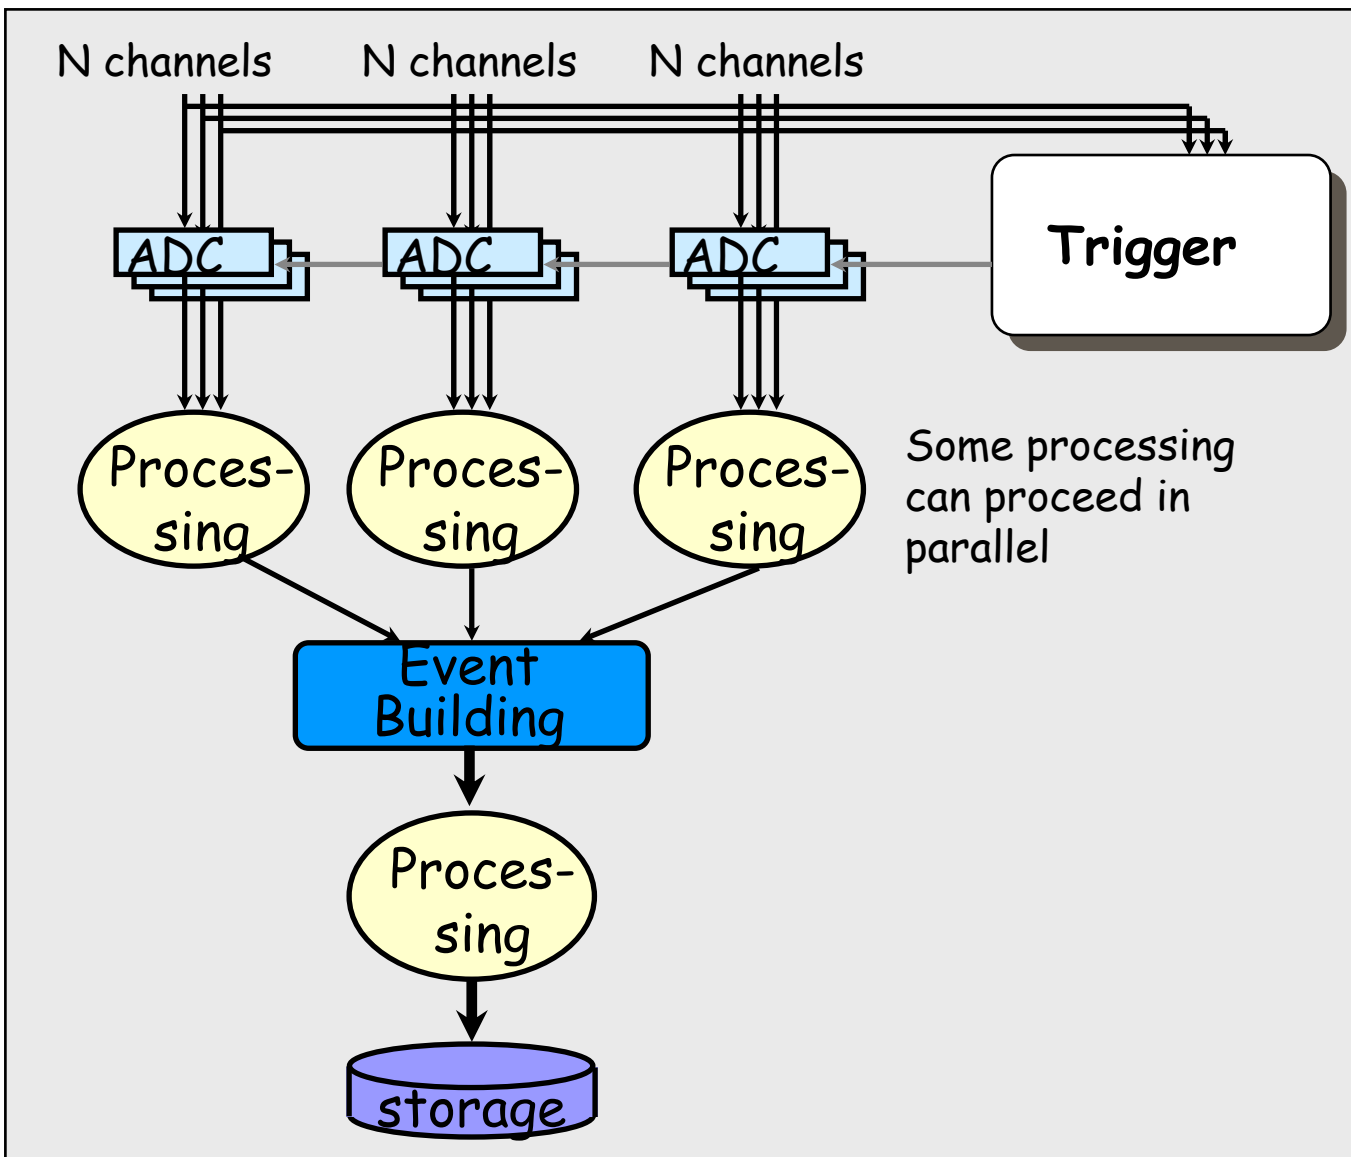 N channels
N channels
N channels
ADC
ADC
ADC
Trigger
Proces-
sing
Proces-
sing
Proces-
sing
Some processing
can proceed in
parallel
Event
Building
Proces-
sing
storage